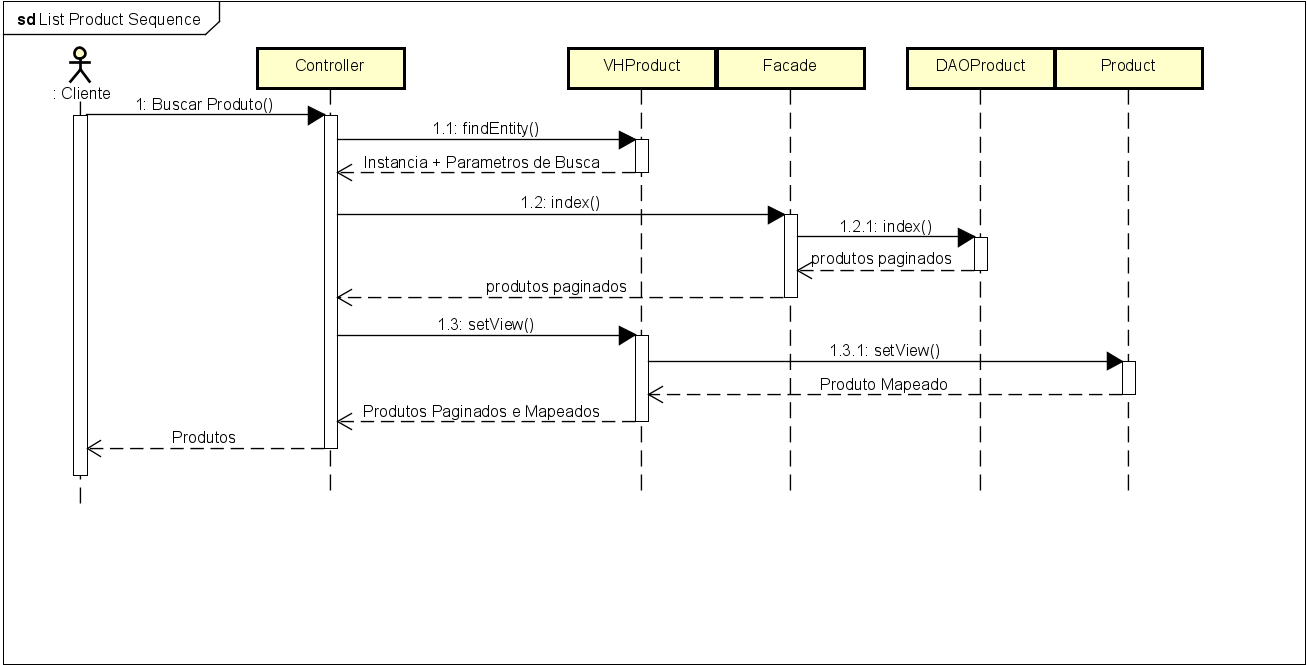 sd List Product Sequence
: Cliente
Controller
VHProduct
Facade
DAOProduct
Product
1: Buscar Produto()
1.1: findEntity()
Instancia + Parametros de Busca
1.2: index()
1.2.1: index()
produtos paginados
produtos paginados
1.3: setView()
1.3.1: setView()
Produto Mapeado
Produtos Paginados e Mapeados
Produtos